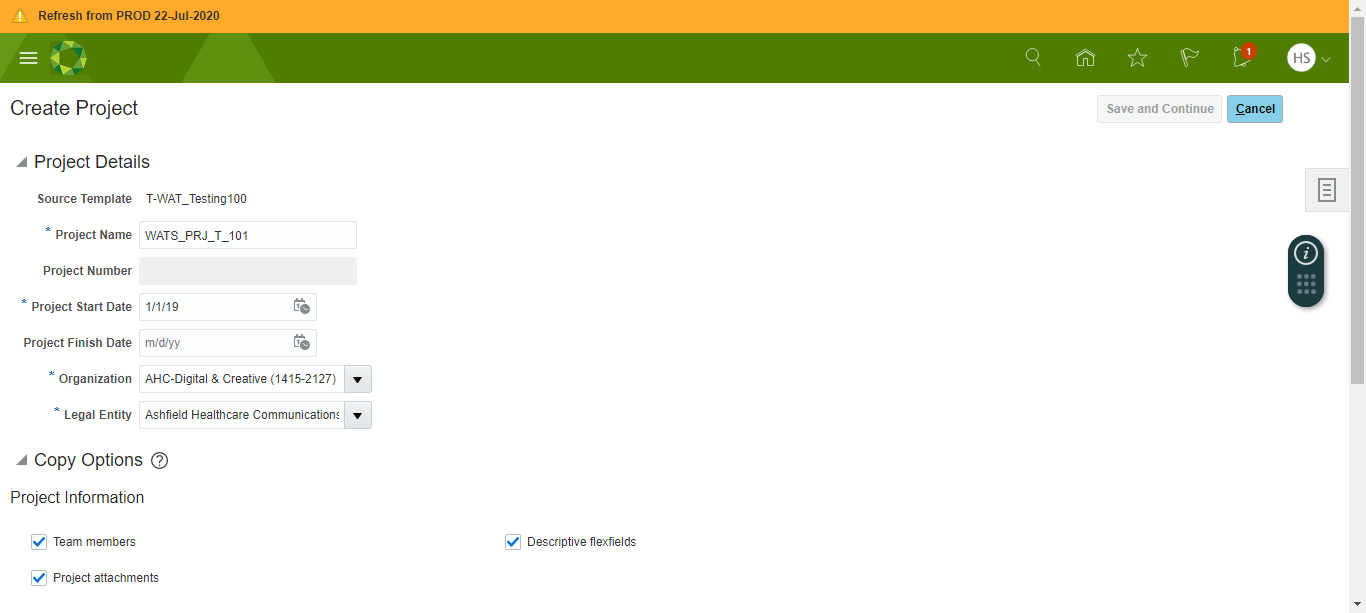 Refresh from PROD 22-Jul-2020
1
HS
Create Project
Save and Continue
Cancel
Project Details
Source Template T-WAT_Testing100
* Project Name WATS_PRJ_T_101
Project Number
* Project Start Date 1/1/19
Project Finish Date m/d/yy
* Organization AHC-Digital & Creative (1415-2127)
* Legal Entity Ashfield Healthcare Communications
Copy Options ?
Project Information
Team members
Descriptive flexfields
Project attachments